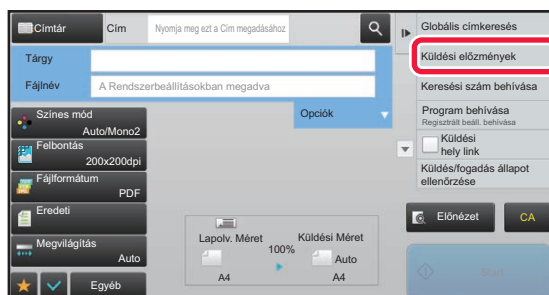 Címtár
Cím
Nyomja meg ezt a Cím megadásához
Tárgy
Fájlnév
A Rendszerbeállításokban megadva
Opciók
Színes mód
Auto/Mono2
Felbontás
200x200dpi
Fájlformátum
PDF
Eredeti
Megvilágítás
Auto
Egyéb
Lapolv. Méret
100%
Küldési Méret
Auto
A4
A4
Globális címkeresés
Küldési előzmények
Keresési szám behívása
Program behívása
Regisztrált beáll. behívása
Küldési
hely link
Küldés/fogadás állapot
ellenőrzése
Előnézet
CA
Start